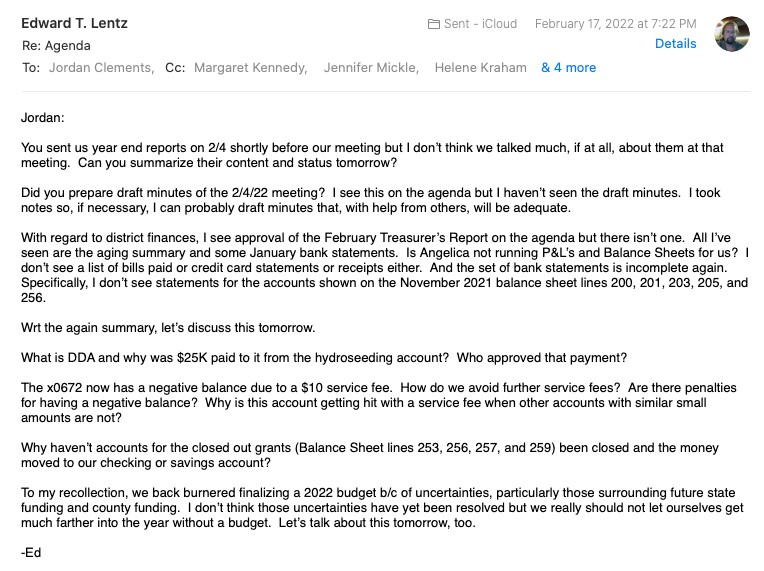 Edward T. Lentz
Sent - iCloud February 17, 2022 at 7:22 PM
Re: Agenda
Details
To: Jordan Clements, Cc: Margaret Kennedy, Jennifer Mickle, Helene Kraham & 4 more
Jordan:
You sent us year end reports on 2/4 shortly before our meeting but I don't think we talked much, if at all, about them at that
meeting. Can you summarize their content and status tomorrow?
Did you prepare draft minutes of the 2/4/22 meeting? I see this on the agenda but I haven't seen the draft minutes. I took
notes so, if necessary, I can probably draft minutes that, with help from others, will be adequate.
With regard to district finances, I see approval of the February Treasurer's Report on the agenda but there isn't one. All I've
seen are the aging summary and some January bank statements. Is Angelica not running P&L's and Balance Sheets for us? I
don't see a list of bills paid or credit card statements or receipts either. And the set of bank statements is incomplete again.
Specifically, I don't see statements for the accounts shown on the November 2021 balance sheet lines 200, 201, 203, 205, and
256.
Wrt the again summary, let's discuss this tomorrow.
What is DDA and why was $25K paid to it from the hydroseeding account? Who approved that payment?
The x0672 now has a negative balance due to a $10 service fee. How do we avoid further service fees? Are there penalties
for having a negative balance? Why is this account getting hit with a service fee when other accounts with similar small
amounts are not?
Why haven't accounts for the closed out grants (Balance Sheet lines 253, 256, 257, and 259) been closed and the money
moved to our checking or savings account?
To my recollection, we back burnered finalizing a 2022 budget b/c of uncertainties, particularly those surrounding future state
funding and county funding. I don't think those uncertainties have yet been resolved but we really should not let ourselves get
much farther into the year without a budget. Let's talk about this tomorrow, too.
-Ed